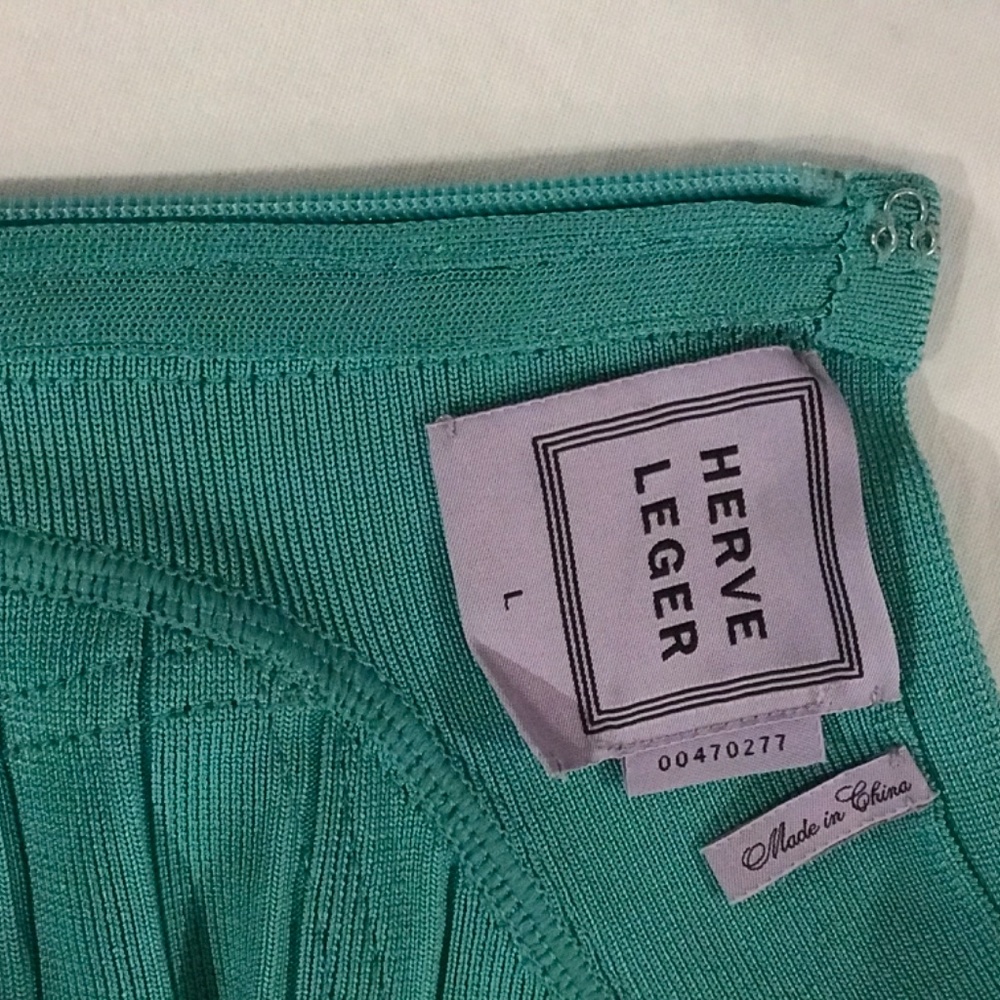 HERVE
LEGER
L
00470277
Made in China